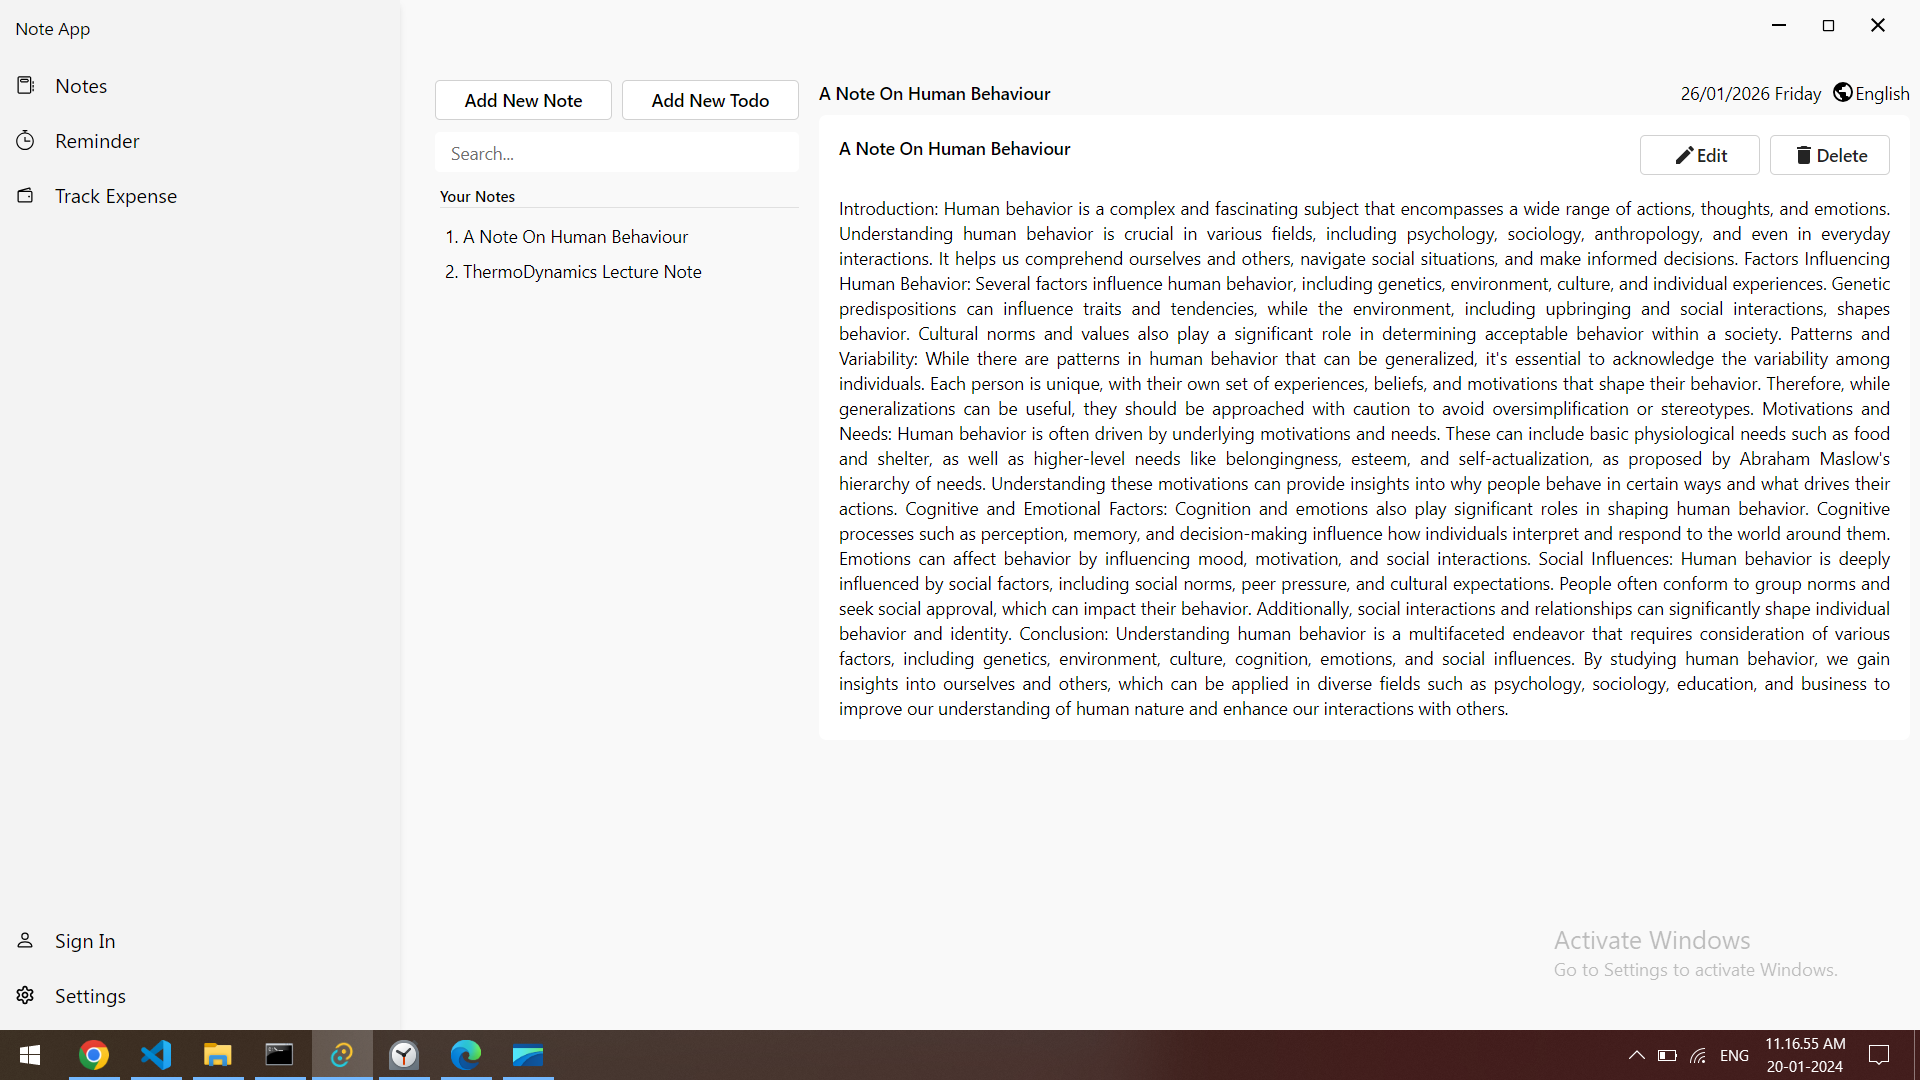 Note App
Notes
Reminder
Track Expense
Sign In
Settings
Add New Note
Add New Todo
Search...
Your Notes
1. A Note On Human Behaviour
2. ThermoDynamics Lecture Note
A Note On Human Behaviour
26/01/2026 Friday
English
A Note On Human Behaviour
Edit
Delete
Introduction: Human behavior is a complex and fascinating subject that encompasses a wide range of actions, thoughts, and emotions.
Understanding human behavior is crucial in various fields, including psychology, sociology, anthropology, and even in everyday
interactions. It helps us comprehend ourselves and others, navigate social situations, and make informed decisions. Factors Influencing
Human Behavior: Several factors influence human behavior, including genetics, environment, culture, and individual experiences. Genetic
predispositions can influence traits and tendencies, while the environment, including upbringing and social interactions, shapes
behavior. Cultural norms and values also play a significant role in determining acceptable behavior within a society. Patterns and
Variability: While there are patterns in human behavior that can be generalized, it's essential to acknowledge the variability among
individuals. Each person is unique, with their own set of experiences, beliefs, and motivations that shape their behavior. Therefore, while
generalizations can be useful, they should be approached with caution to avoid oversimplification or stereotypes. Motivations and
Needs: Human behavior is often driven by underlying motivations and needs. These can include basic physiological needs such as food
and shelter, as well as higher-level needs like belongingness, esteem, and self-actualization, as proposed by Abraham Maslow's
hierarchy of needs. Understanding these motivations can provide insights into why people behave in certain ways and what drives their
actions. Cognitive and Emotional Factors: Cognition and emotions also play significant roles in shaping human behavior. Cognitive
processes such as perception, memory, and decision-making influence how individuals interpret and respond to the world around them.
Emotions can affect behavior by influencing mood, motivation, and social interactions. Social Influences: Human behavior is deeply
influenced by social factors, including social norms, peer pressure, and cultural expectations. People often conform to group norms and
seek social approval, which can impact their behavior. Additionally, social interactions and relationships can significantly shape individual
behavior and identity. Conclusion: Understanding human behavior is a multifaceted endeavor that requires consideration of various
factors, including genetics, environment, culture, cognition, emotions, and social influences. By studying human behavior, we gain
insights into ourselves and others, which can be applied in diverse fields such as psychology, sociology, education, and business to
improve our understanding of human nature and enhance our interactions with others.
Activate Windows
Go to Settings to activate Windows.
ENG
11.16.55 AM
20-01-2024